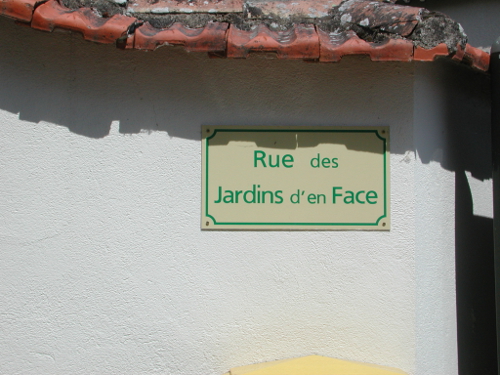 Rue des
Jardins d'en Face